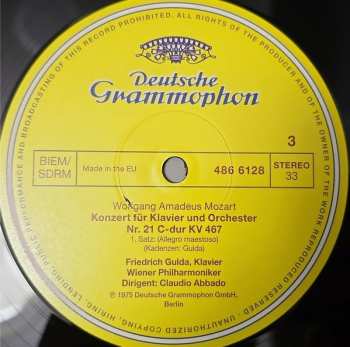 ALL RIGHTS OF THE PRODUCER AND OF THE OWNER OF THE WORK REPRODUCED RESERVED. UNAUTHORISED COPYING, HIRING, LENDING, PUBLIC PERFORMANCE AND BROADCASTING OF THIS RECORD PROHIBITED.
Deutsche
Grammophon
3
BIEM/
SDRM
Made in the EU
486 6128
STEREO
33
Wolfgang Amadeus Mozart
Konzert für Klavier und Orchester
Nr. 21 C-dur KV 467
1. Satz: (Allegro maestoso)
(Kadenzen: Gulda)
Friedrich Gulda, Klavier
Wiener Philharmoniker
Dirigent: Claudio Abbado
℗ 1975 Deutsche Grammophon GmbH,
Berlin